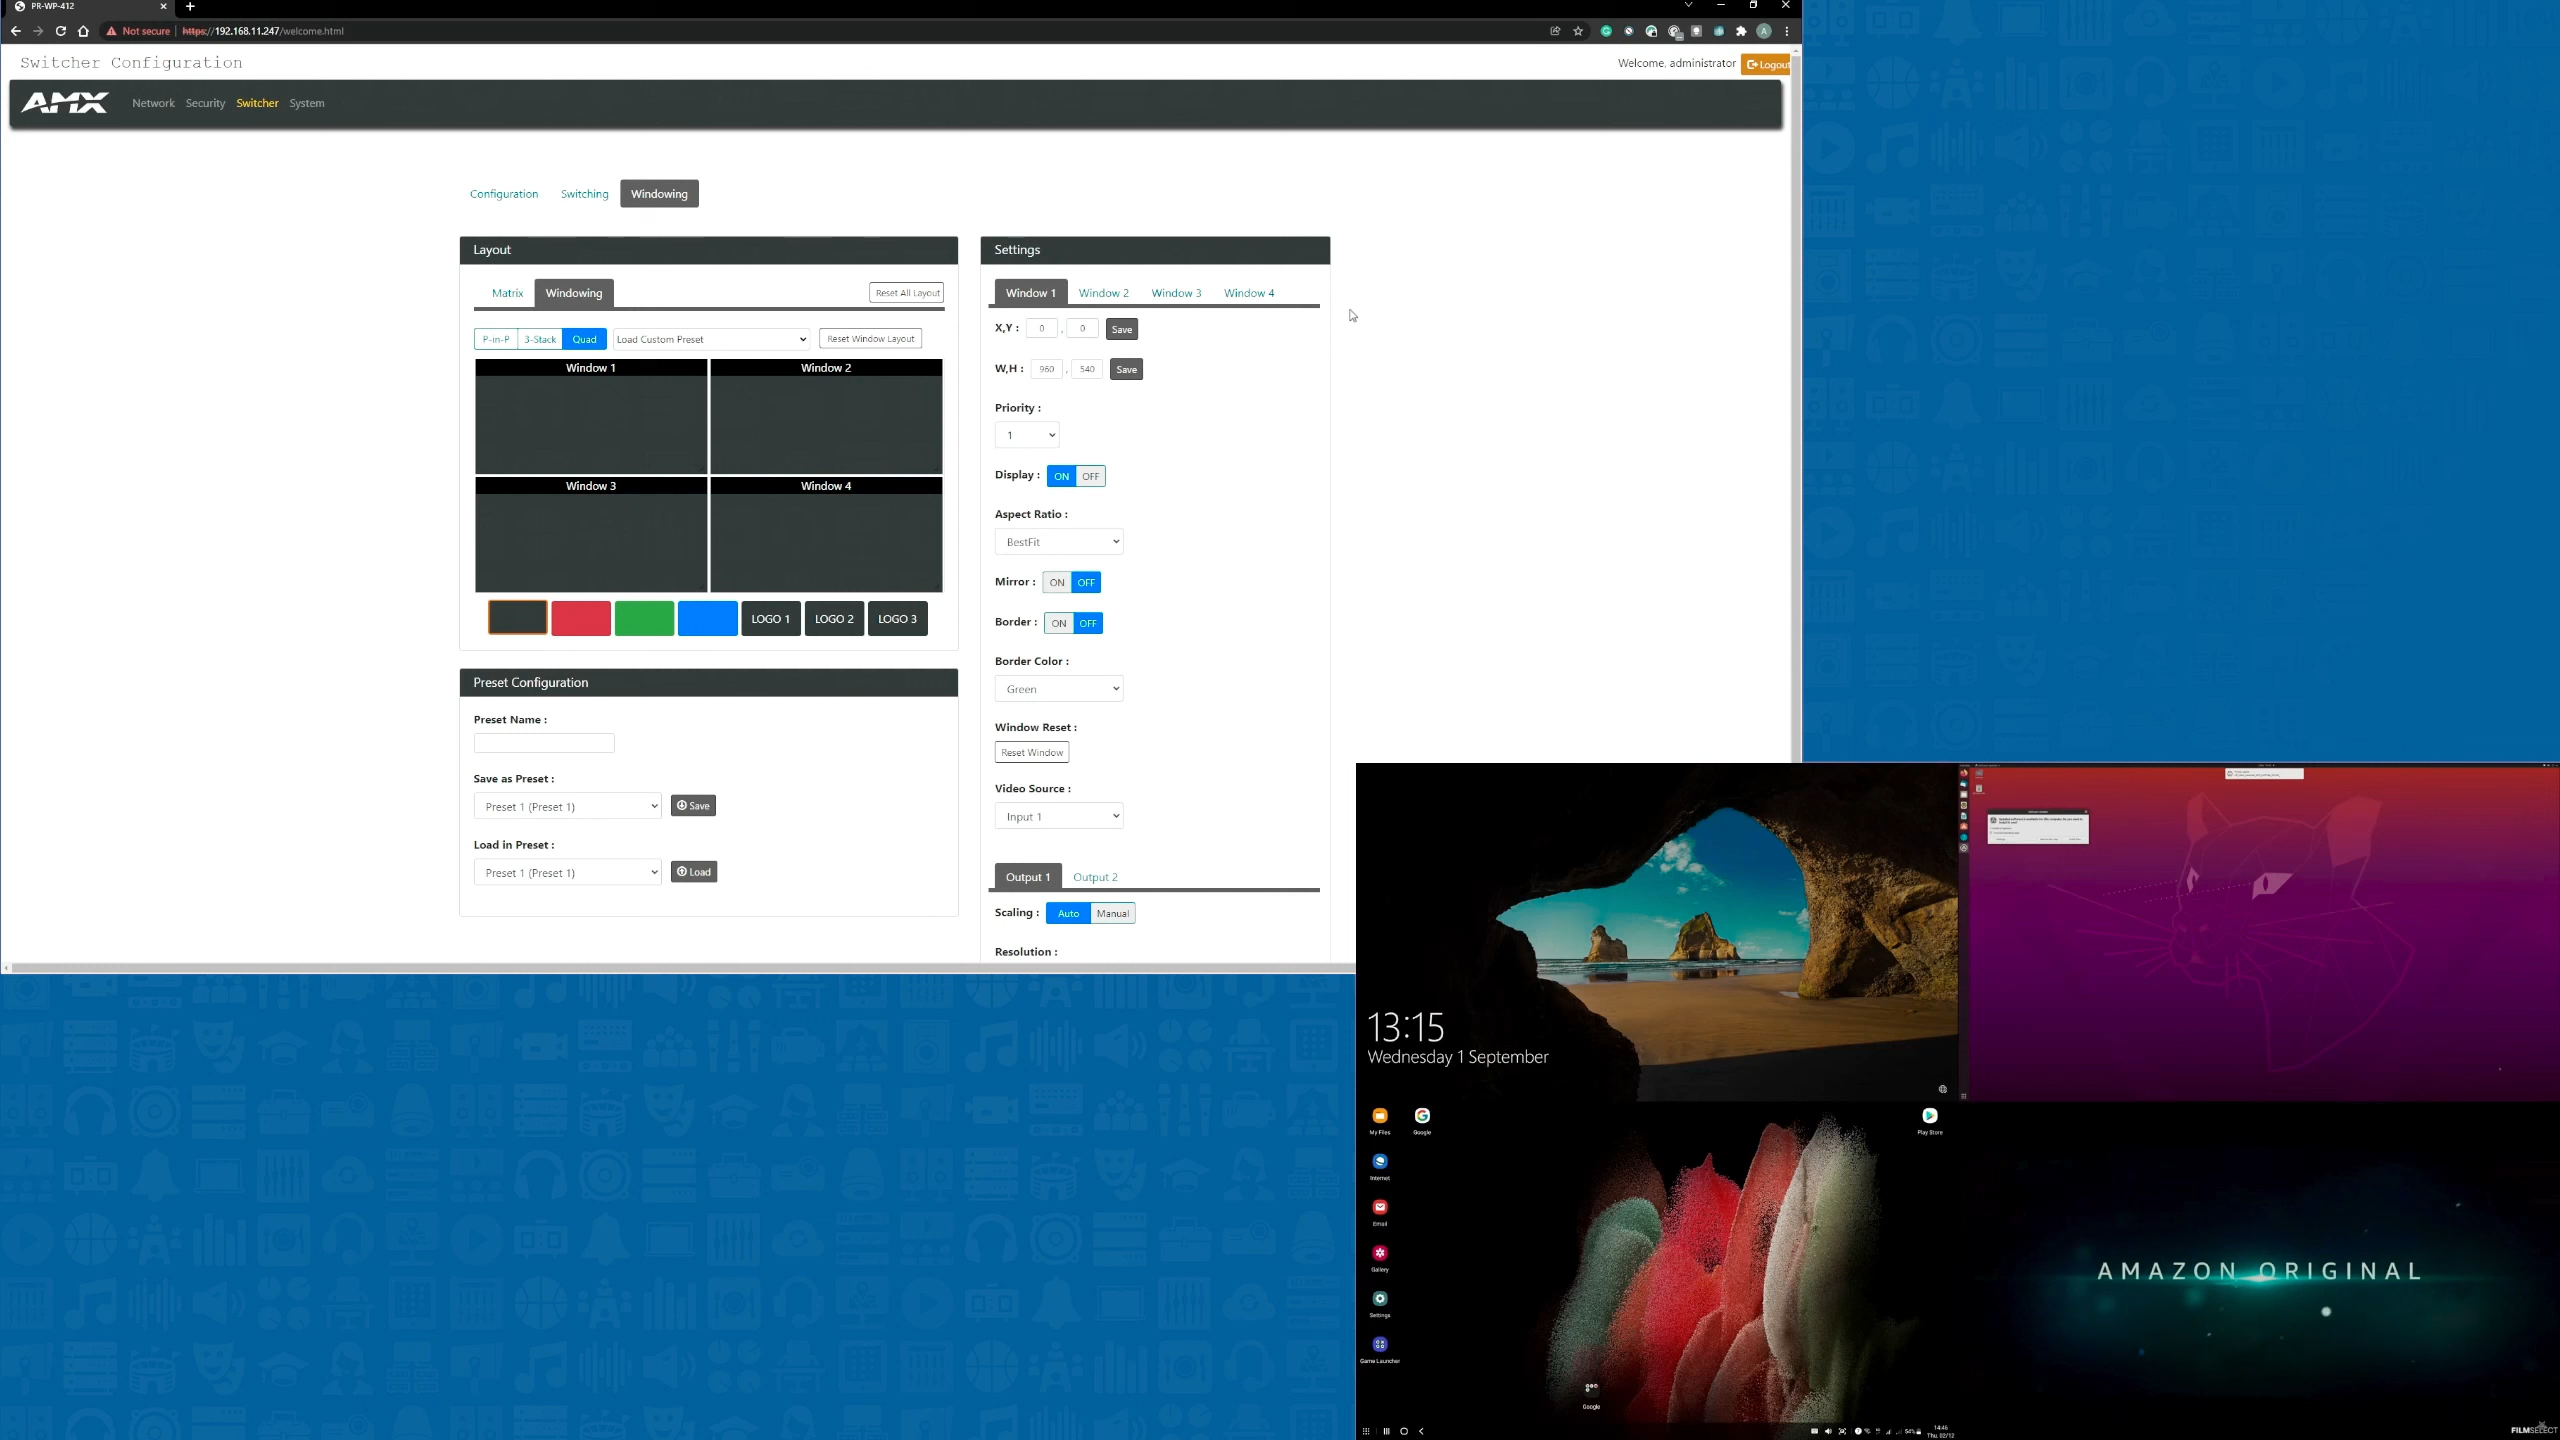 PR-WP-412
Not secure https://192.168.11.247/welcome.html
Switcher Configuration
Welcome, administrator
Logout
AMX Network Security Switcher System
Configuration Switching Windowing
Layout
Matrix Windowing Reset All Layout
P-in-P 3-Stack Quad Load Custom Preset Reset Window Layout
Window 1 Window 2
Window 3 Window 4
LOGO 1 LOGO 2 LOGO 3
Preset Configuration
Preset Name :
Save as Preset :
Preset 1 (Preset 1) Save
Load in Preset :
Preset 1 (Preset 1) Load
Settings
Window 1 Window 2 Window 3 Window 4
X,Y : 0 , 0 Save
W,H : 960 , 540 Save
Priority :
1
Display : ON OFF
Aspect Ratio :
BestFit
Mirror : ON OFF
Border : ON OFF
Border Color :
Green
Window Reset :
Reset Window
Video Source :
Input 1
Output 1 Output 2
Scaling : Auto Manual
Resolution :
13:15
Wednesday 1 September
My Files Google Play Store
Internet
Email
Gallery
Settings
Game Launcher
Google
54%
14:46
Thu, 02/12
AMAZON ORIGINAL
FILMSELECT